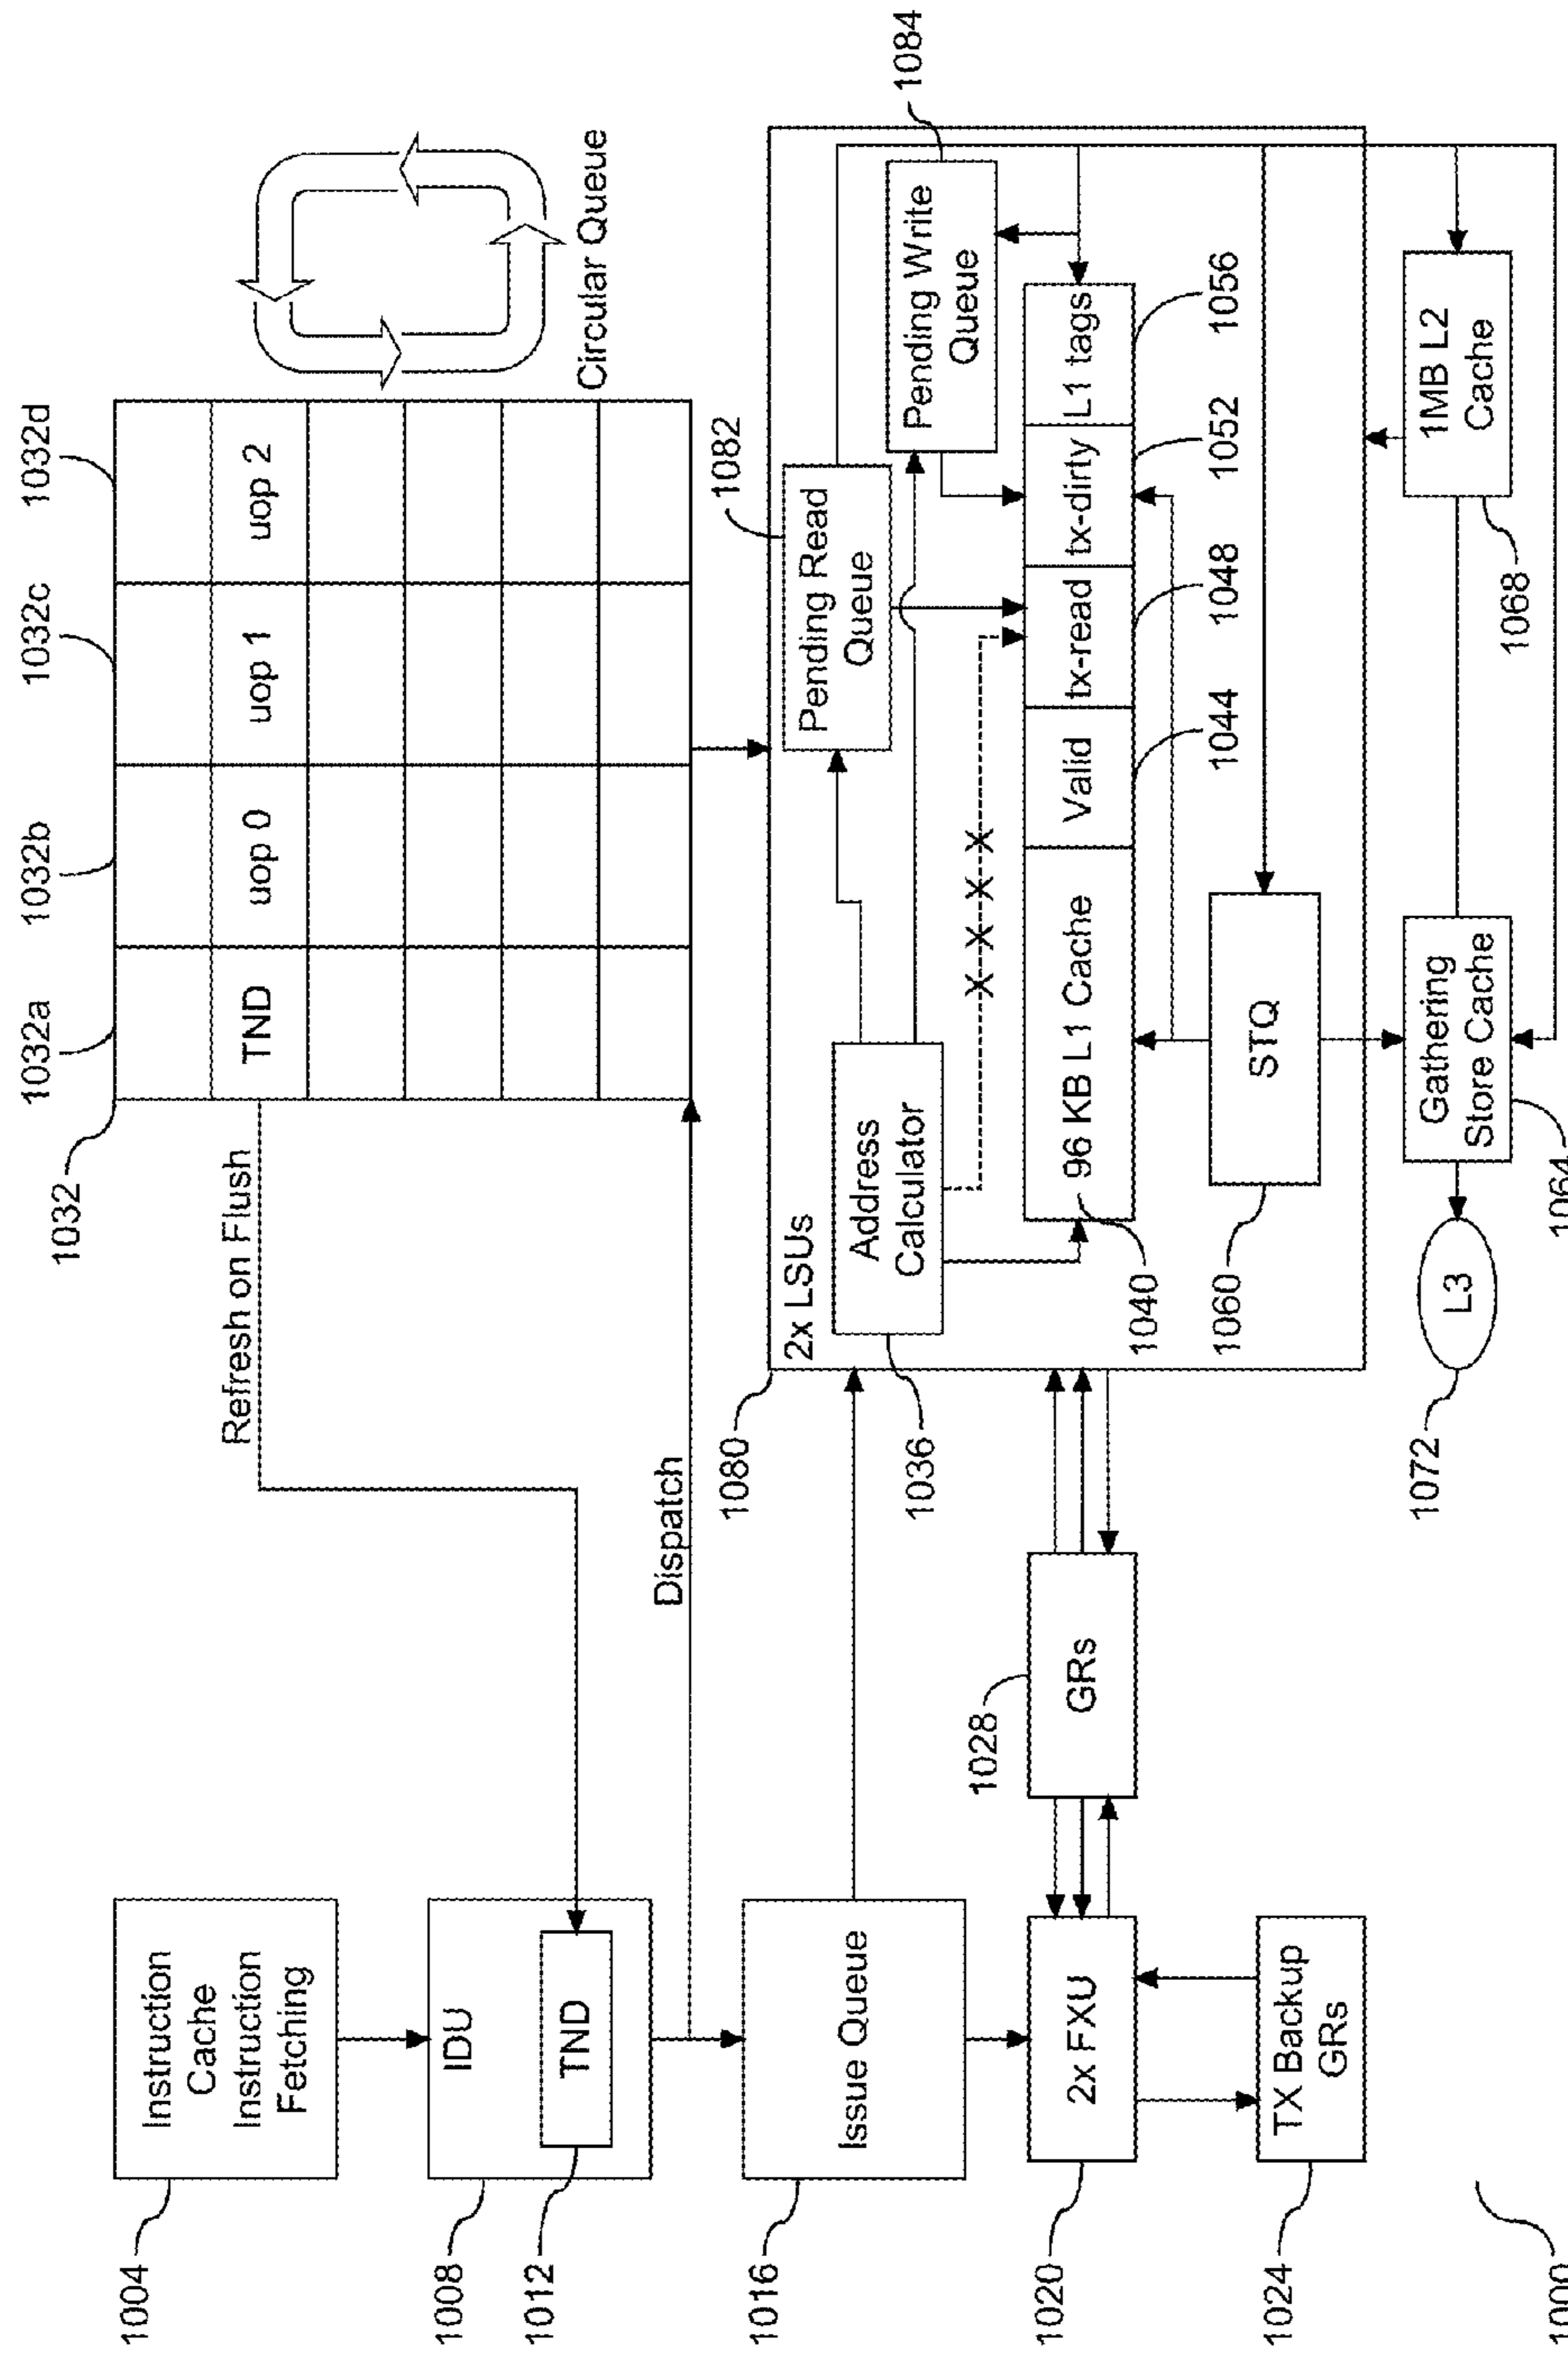 1032
1032a
1032b
1032c
1032d
TND
uop 0
uop 1
uop 2
Circular Queue
Refresh on Flush
1004
Instruction
Cache
Instruction
Fetching
1008
IDU
1012
TND
Dispatch
1016
Issue Queue
1020
2x FXU
1024
TX Backup
GRs
1028
GRs
1080
2x LSUs
1036
Address
Calculator
1082
Pending Read
Queue
1084
Pending Write
Queue
X X X X
96 KB L1 Cache
Valid
tx-read
tx-dirty
L1 tags
1040
1044
1048
1052
1056
1060
STQ
1072
L3
Gathering
Store Cache
1064
1MB L2
Cache
1068
1000